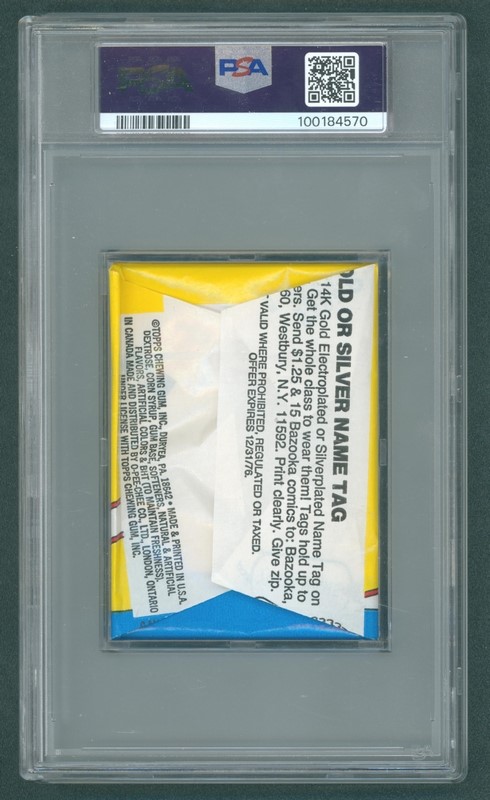 PSA
100184570
OLD OR SILVER NAME TAG
14K Gold Electroplated or Silverplated Name Tag on
Get the whole class to wear them! Tags hold up to
ers. Send $1.25 & 15 Bazooka comics to: Bazooka,
60, Westbury, N.Y. 11592. Print clearly. Give zip.
VALID WHERE PROHIBITED, REGULATED OR TAXED.
OFFER EXPIRES 12/31/76.
©TOPPS CHEWING GUM, INC., DURYEA, PA. 18642 • MADE & PRINTED IN U.S.A.
DEXTROSE, CORN SYRUP, GUM BASE, SOFTENERS, NATURAL & ARTIFICIAL
FLAVORS, ARTIFICIAL COLORS & BHT (TO MAINTAIN FRESHNESS).
IN CANADA MADE AND DISTRIBUTED BY O-PEE-CHEE CO., LTD., LONDON, ONTARIO
UNDER LICENSE WITH TOPPS CHEWING GUM, INC.